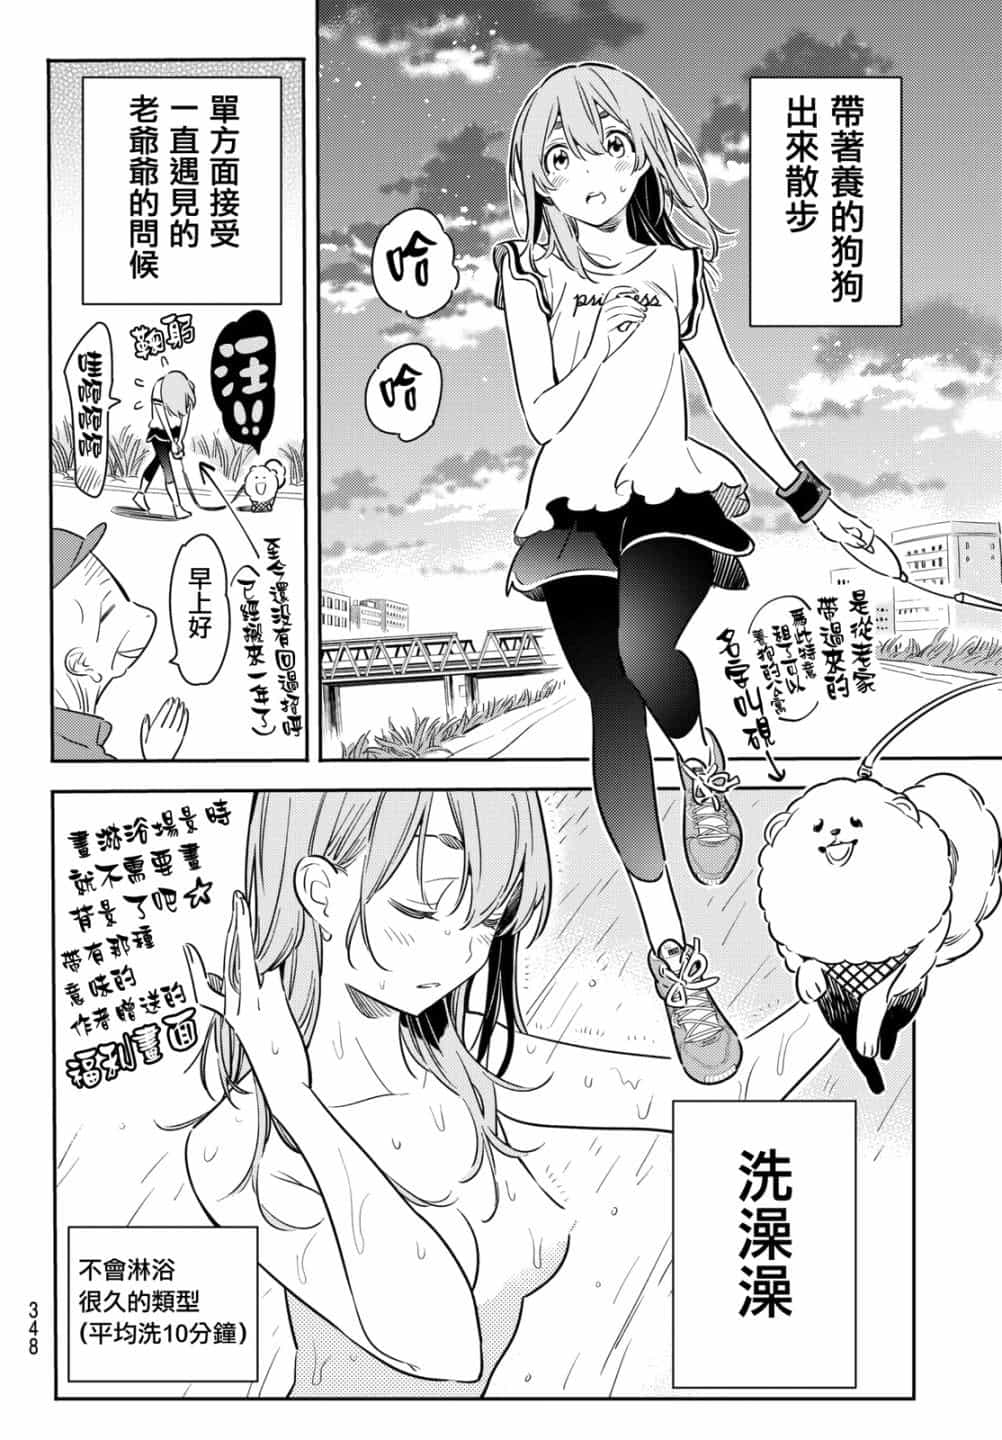 帶著養的狗狗
出來散步
哈
哈
princess
是從老家
帶過來的
為此特意
租了可以
養狗的公寓
名字叫硯
單方面接受
一直遇見的
老爺爺的問候
鞠躬
汪!!
早上好
至今還沒有回過招呼
(已經搬來一年了)
畫淋浴場景時
就不需要畫
背景了吧☆
帶有那種
意味的
作者贈送的
福利畫面
洗澡澡
不會淋浴
很久的類型
(平均洗10分鐘)
348